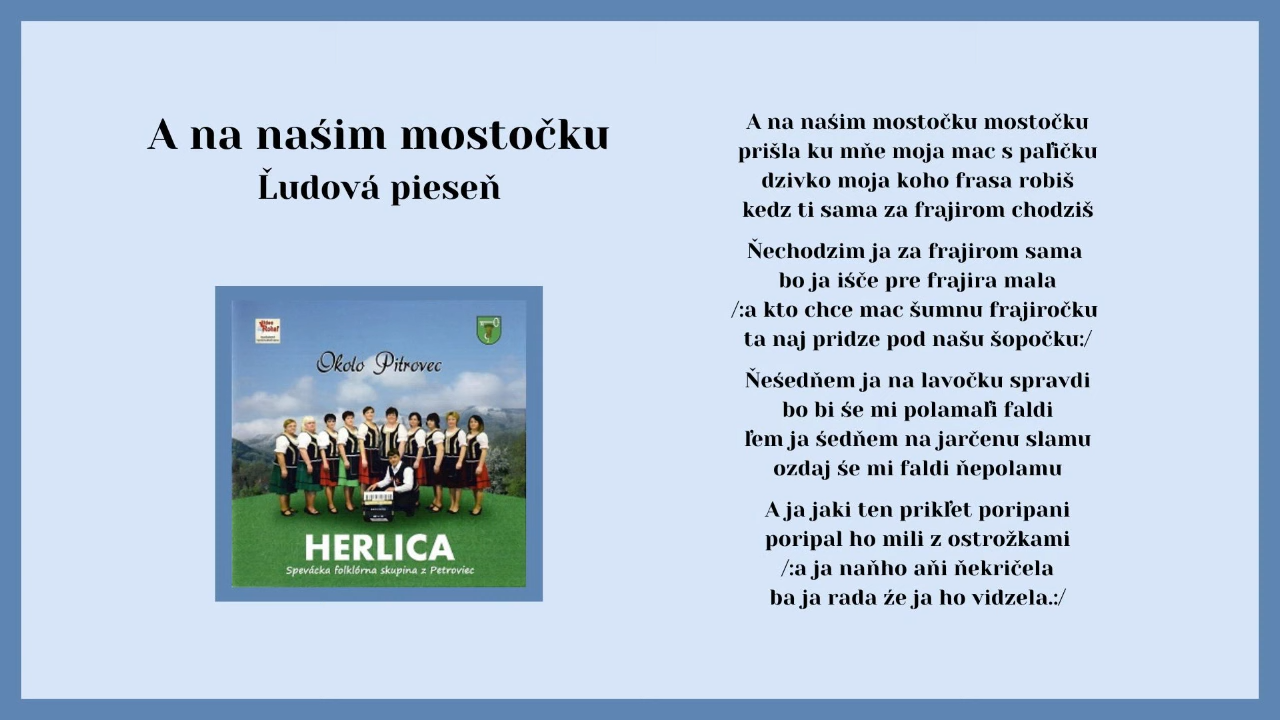 A na naśim mostočku
Ľudová pieseň
Okolo Pitrovec
HERLICA
Spevácka folklórna skupina z Petroviec
A na naśim mostočku mostočku
prišla ku mňe moja mac s paľičku
dzivko moja koho frasa robiš
kedz ti sama za frajirom chodziš
Ňechodzim ja za frajirom sama
bo ja iśče pre frajira mala
/:a kto chce mac šumnu frajiročku
ta naj pridze pod našu šopočku:/
Ňeśedňem ja na lavočku spravdi
bo bi śe mi polamaľi faldi
ľem ja śedňem na jarčenu slamu
ozdaj śe mi faldi ňepolamu
A ja jaki ten prikľet poripani
poripal ho mili z ostrožkami
/:a ja naňho aňi ňekričela
ba ja rada źe ja ho vidzela.:/